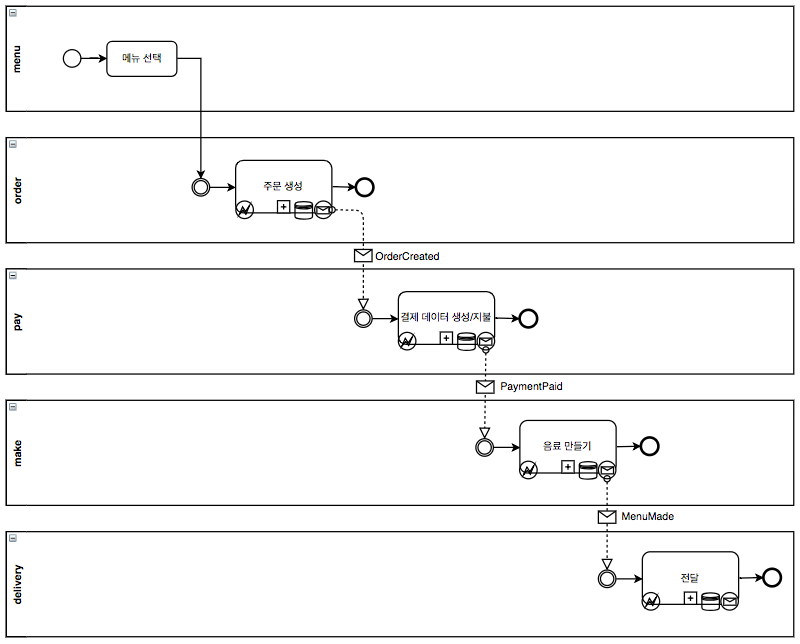 menu
메뉴 선택
order
주문 생성
OrderCreated
pay
결제 데이터 생성/지불
PaymentPaid
make
음료 만들기
MenuMade
delivery
전달